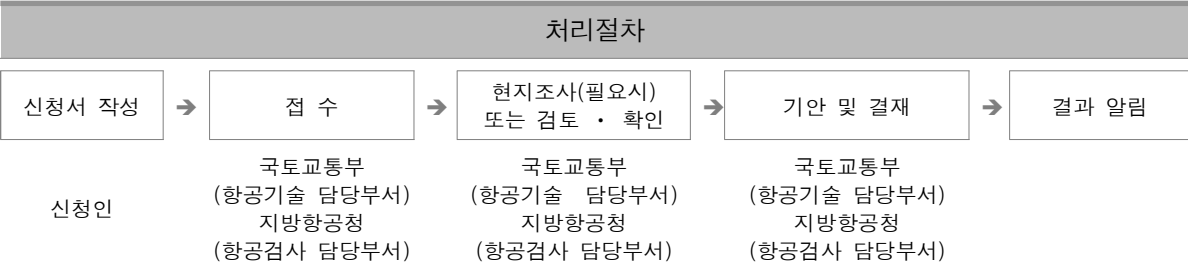 처리절차
신청서 작성 ➔ 접 수 ➔ 현지조사(필요시) 또는 검토 · 확인 ➔ 기안 및 결재 ➔ 결과 알림
신청인
국토교통부
(항공기술 담당부서)
지방항공청
(항공검사 담당부서)
국토교통부
(항공기술 담당부서)
지방항공청
(항공검사 담당부서)
국토교통부
(항공기술 담당부서)
지방항공청
(항공검사 담당부서)